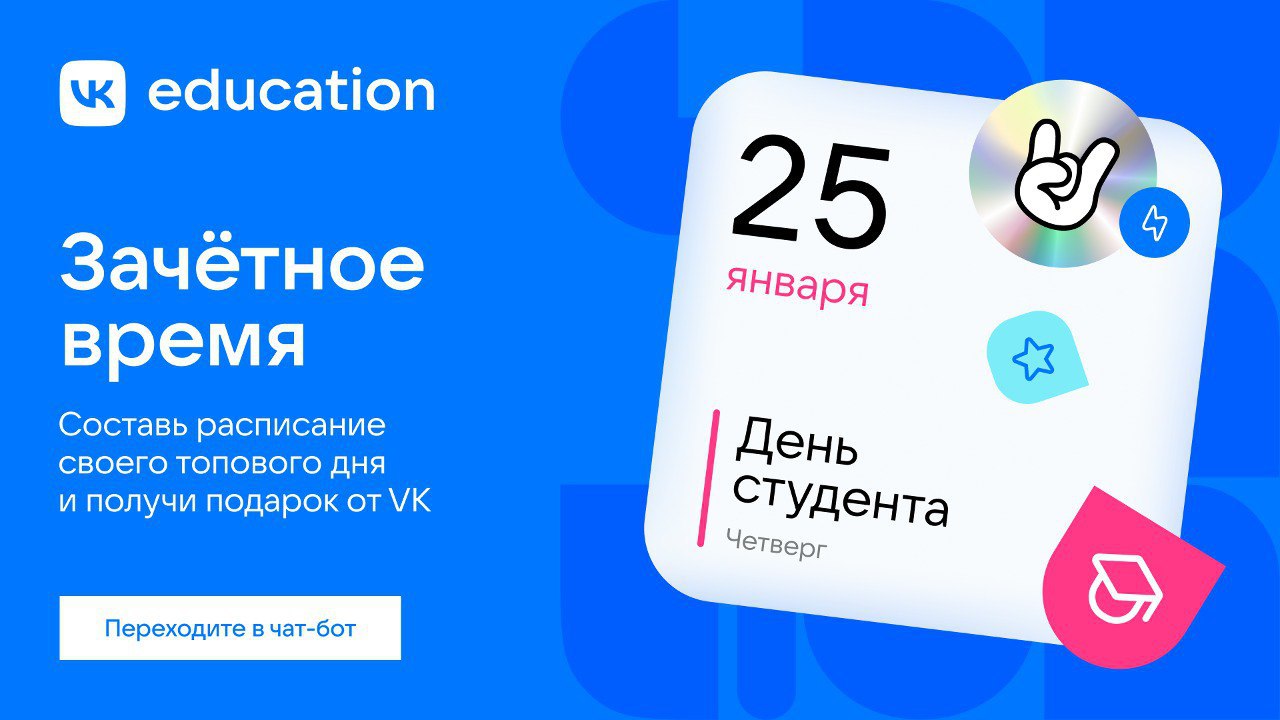 VK education
Зачётное
время
Составь расписание
своего топового дня
и получи подарок от VK
Переходите в чат-бот
25
января
День
студента
Четверг